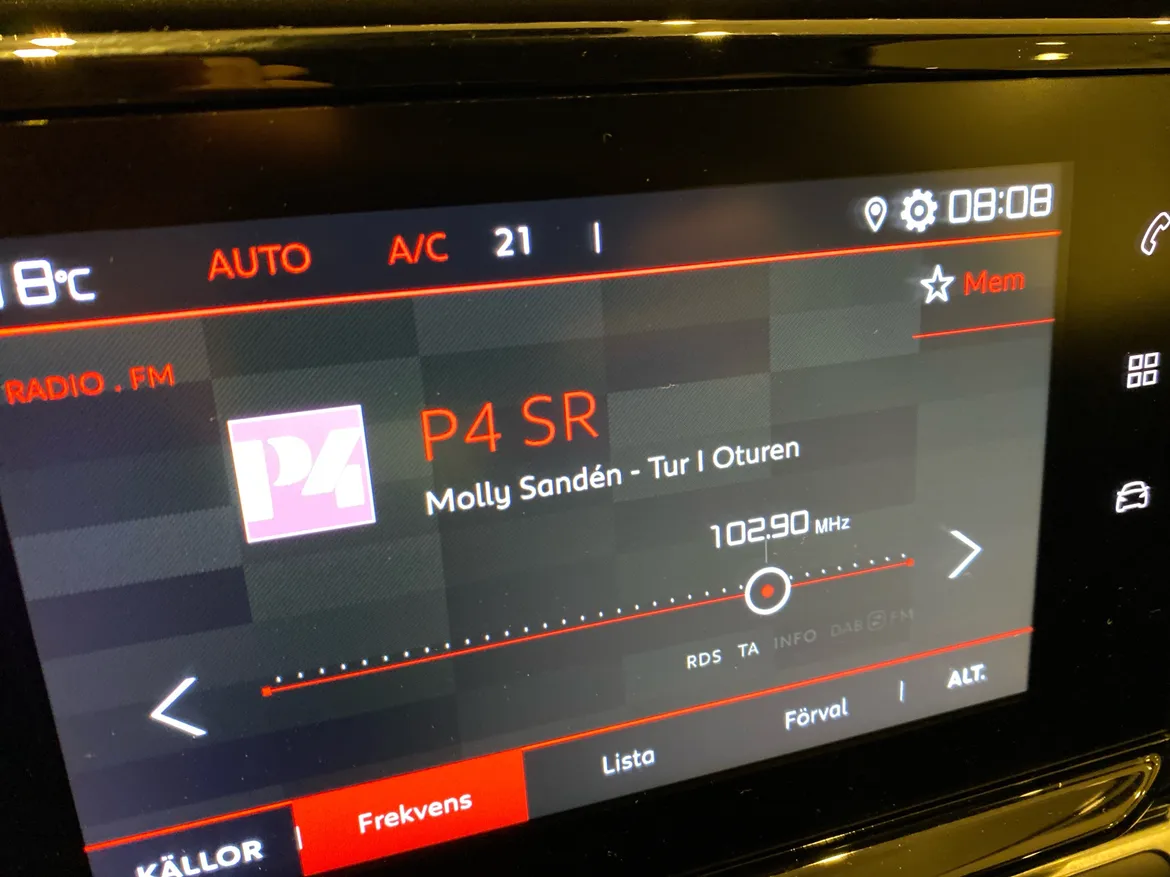 18°C AUTO A/C 21 08:08
Mem
RADIO . FM
P4
P4 SR
Molly Sandén - Tur I Oturen
102.90 MHz
RDS TA INFO DAB FM
KÄLLOR Frekvens Lista Förval ALT.